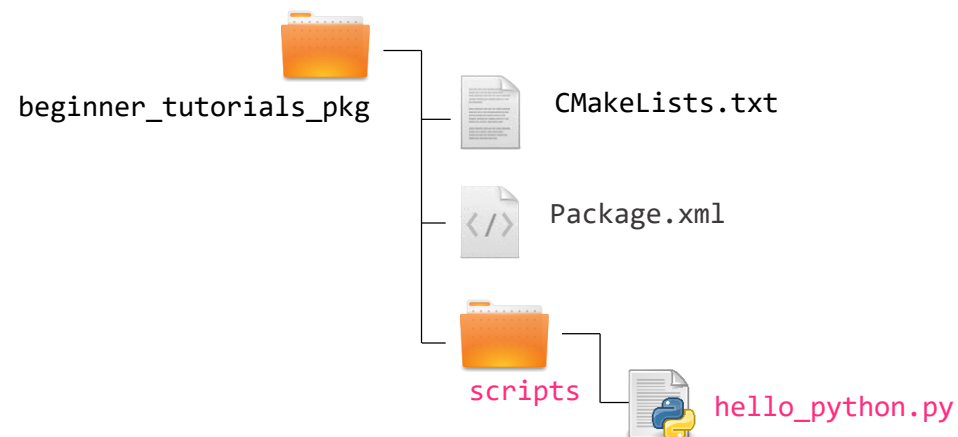 beginner_tutorials_pkg
CMakeLists.txt
</>
Package.xml
scripts
hello_python.py